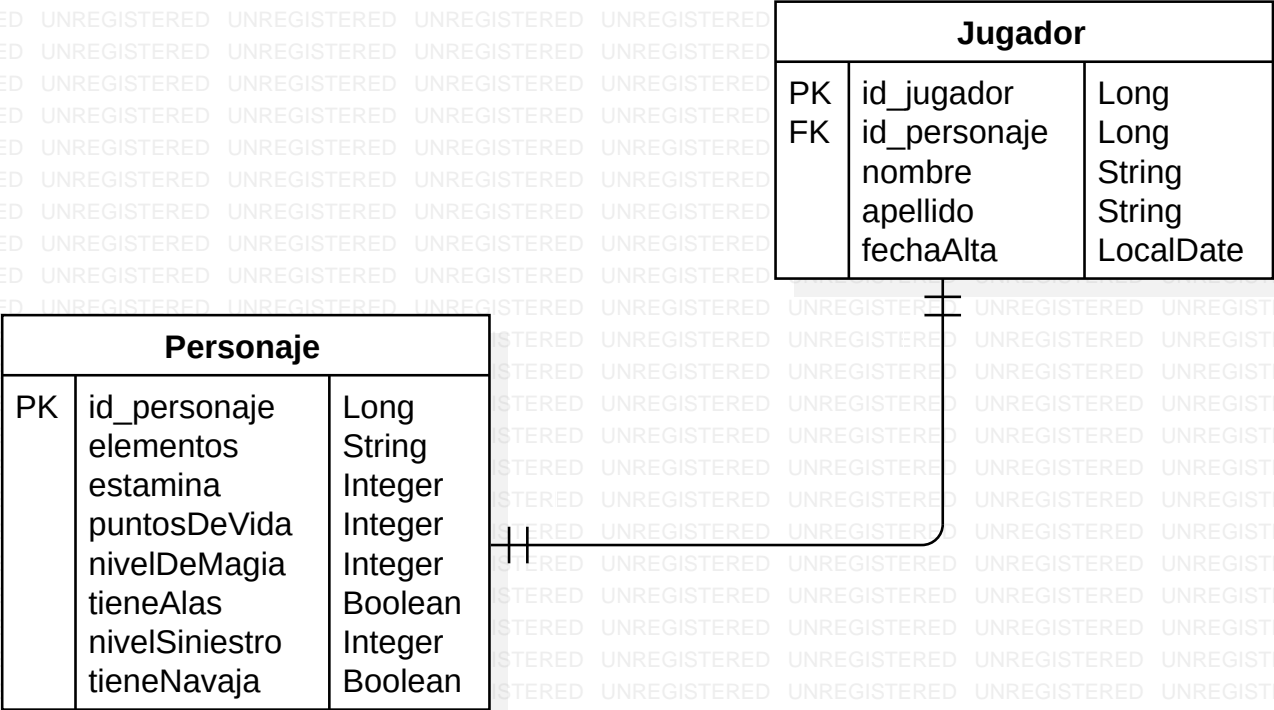 Jugador
PK id_jugador Long
FK id_personaje Long
nombre String
apellido String
fechaAlta LocalDate
Personaje
PK id_personaje Long
elementos String
estamina Integer
puntosDeVida Integer
nivelDeMagia Integer
tieneAlas Boolean
nivelSiniestro Integer
tieneNavaja Boolean
UNREGISTERED